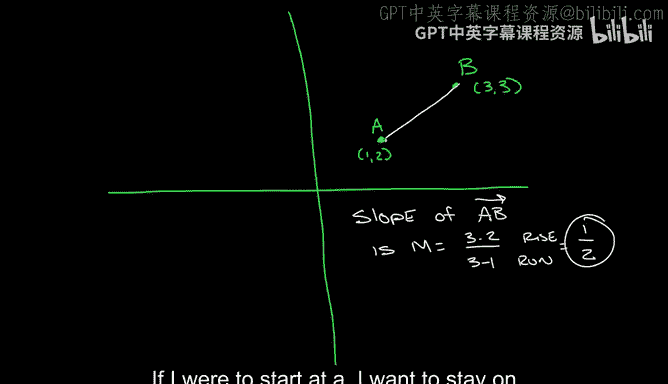 GPT中英字幕课程资源@bilibili
GPT中英字幕课程资源 bilibili
B
(3,3)
A
(1,2)
SLOPE of AB
is M= 3-2 RISE = 1
3-1 RUN 2
If I were to start at a, I want to stay on